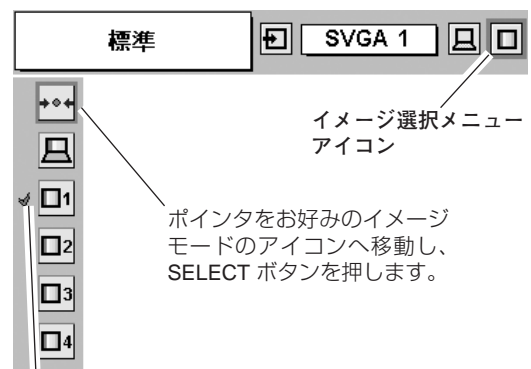 標準
SVGA 1
イメージ選択メニュー
アイコン
1
ポインタをお好みのイメージ
モードのアイコンへ移動し、
SELECT ボタンを押します。
2
3
4